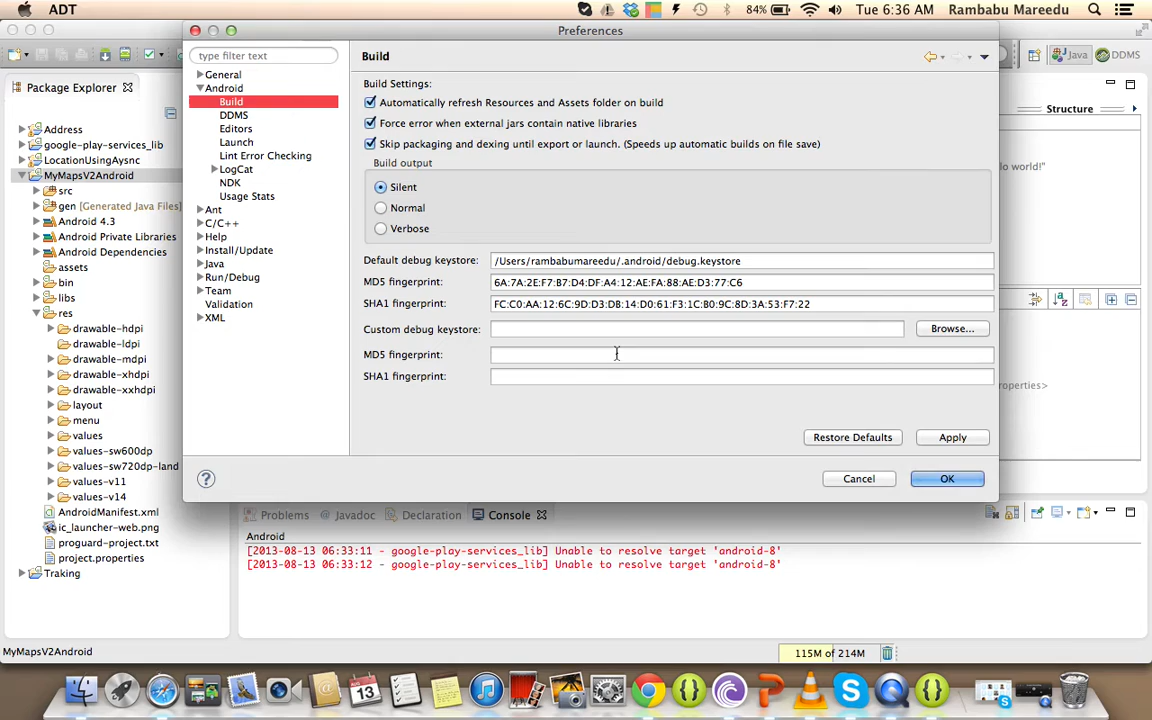 ADT
84%
Tue 6:36 AM
Rambabu Mareedu
Preferences
type filter text
Build
Java
DDMS
Package Explorer
Structure
General
Android
Build
DDMS
Editors
Launch
Lint Error Checking
LogCat
NDK
Usage Stats
Ant
C/C++
Help
Install/Update
Java
Run/Debug
Team
Validation
XML
Build Settings:
Automatically refresh Resources and Assets folder on build
Force error when external jars contain native libraries
Skip packaging and dexing until export or launch. (Speeds up automatic builds on file save)
Build output
Silent
Normal
Verbose
Default debug keystore: /Users/rambabumareedu/.android/debug.keystore
MD5 fingerprint: 6A:7A:2E:F7:B7:D4:DF:A4:12:AE:FA:88:AE:D3:77:C6
SHA1 fingerprint: FC:C0:AA:12:6C:9D:D3:DB:14:D0:61:F3:1C:B0:9C:8D:3A:53:F7:22
Custom debug keystore: Browse...
MD5 fingerprint:
SHA1 fingerprint:
Restore Defaults Apply
Cancel OK
Address
google-play-services_lib
LocationUsingAysnc
MyMapsV2Android
src
gen [Generated Java Files]
Android 4.3
Android Private Libraries
Android Dependencies
assets
bin
libs
res
drawable-hdpi
drawable-ldpi
drawable-mdpi
drawable-xhdpi
drawable-xxhdpi
layout
menu
values
values-sw600dp
values-sw720dp-land
values-v11
values-v14
AndroidManifest.xml
ic_launcher-web.png
proguard-project.txt
project.properties
Traking
lo world!"
roperties>
Problems Javadoc Declaration Console
Android
[2013-08-13 06:33:11 - google-play-services_lib] Unable to resolve target 'android-8'
[2013-08-13 06:33:12 - google-play-services_lib] Unable to resolve target 'android-8'
MyMapsV2Android
115M of 214M